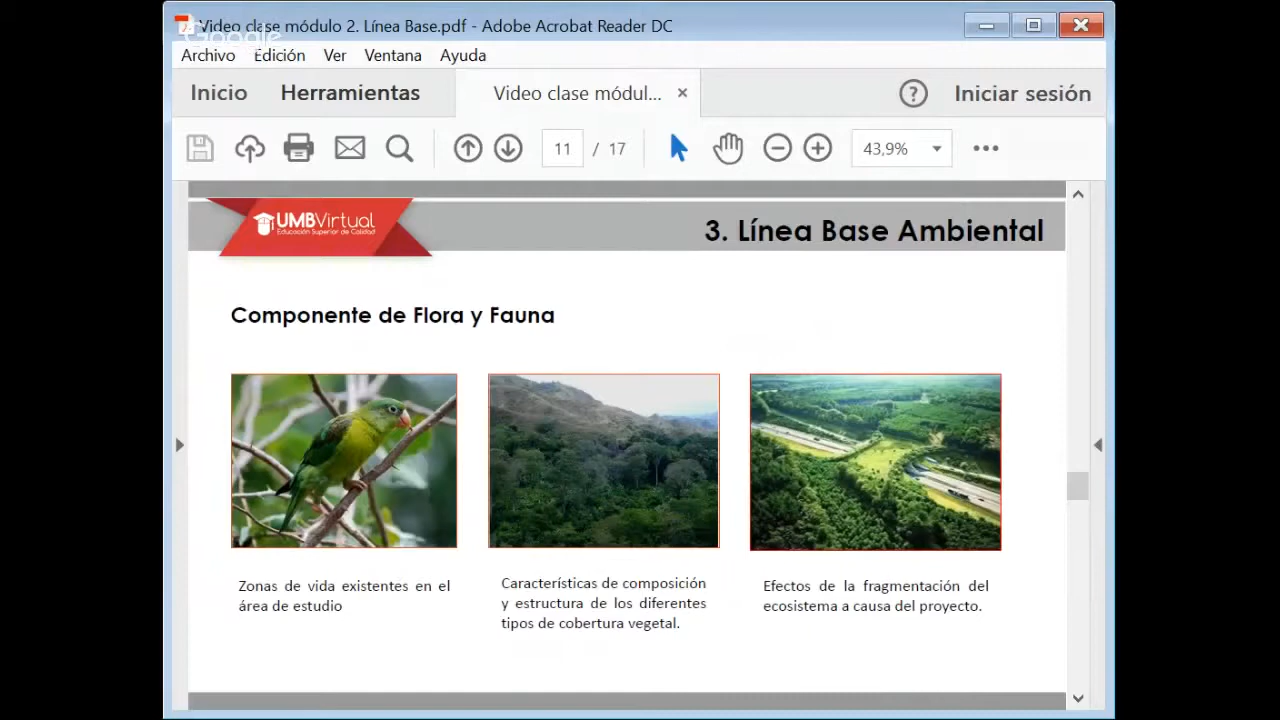 Video clase módulo 2. Línea Base.pdf - Adobe Acrobat Reader DC
Google
Archivo Edición Ver Ventana Ayuda
Inicio Herramientas Video clase módul... × ? Iniciar sesión
11 / 17 43,9%
UMBVirtual
Educación Superior de Calidad
3. Línea Base Ambiental
Componente de Flora y Fauna
Zonas de vida existentes en el
área de estudio
Características de composición
y estructura de los diferentes
tipos de cobertura vegetal.
Efectos de la fragmentación del
ecosistema a causa del proyecto.